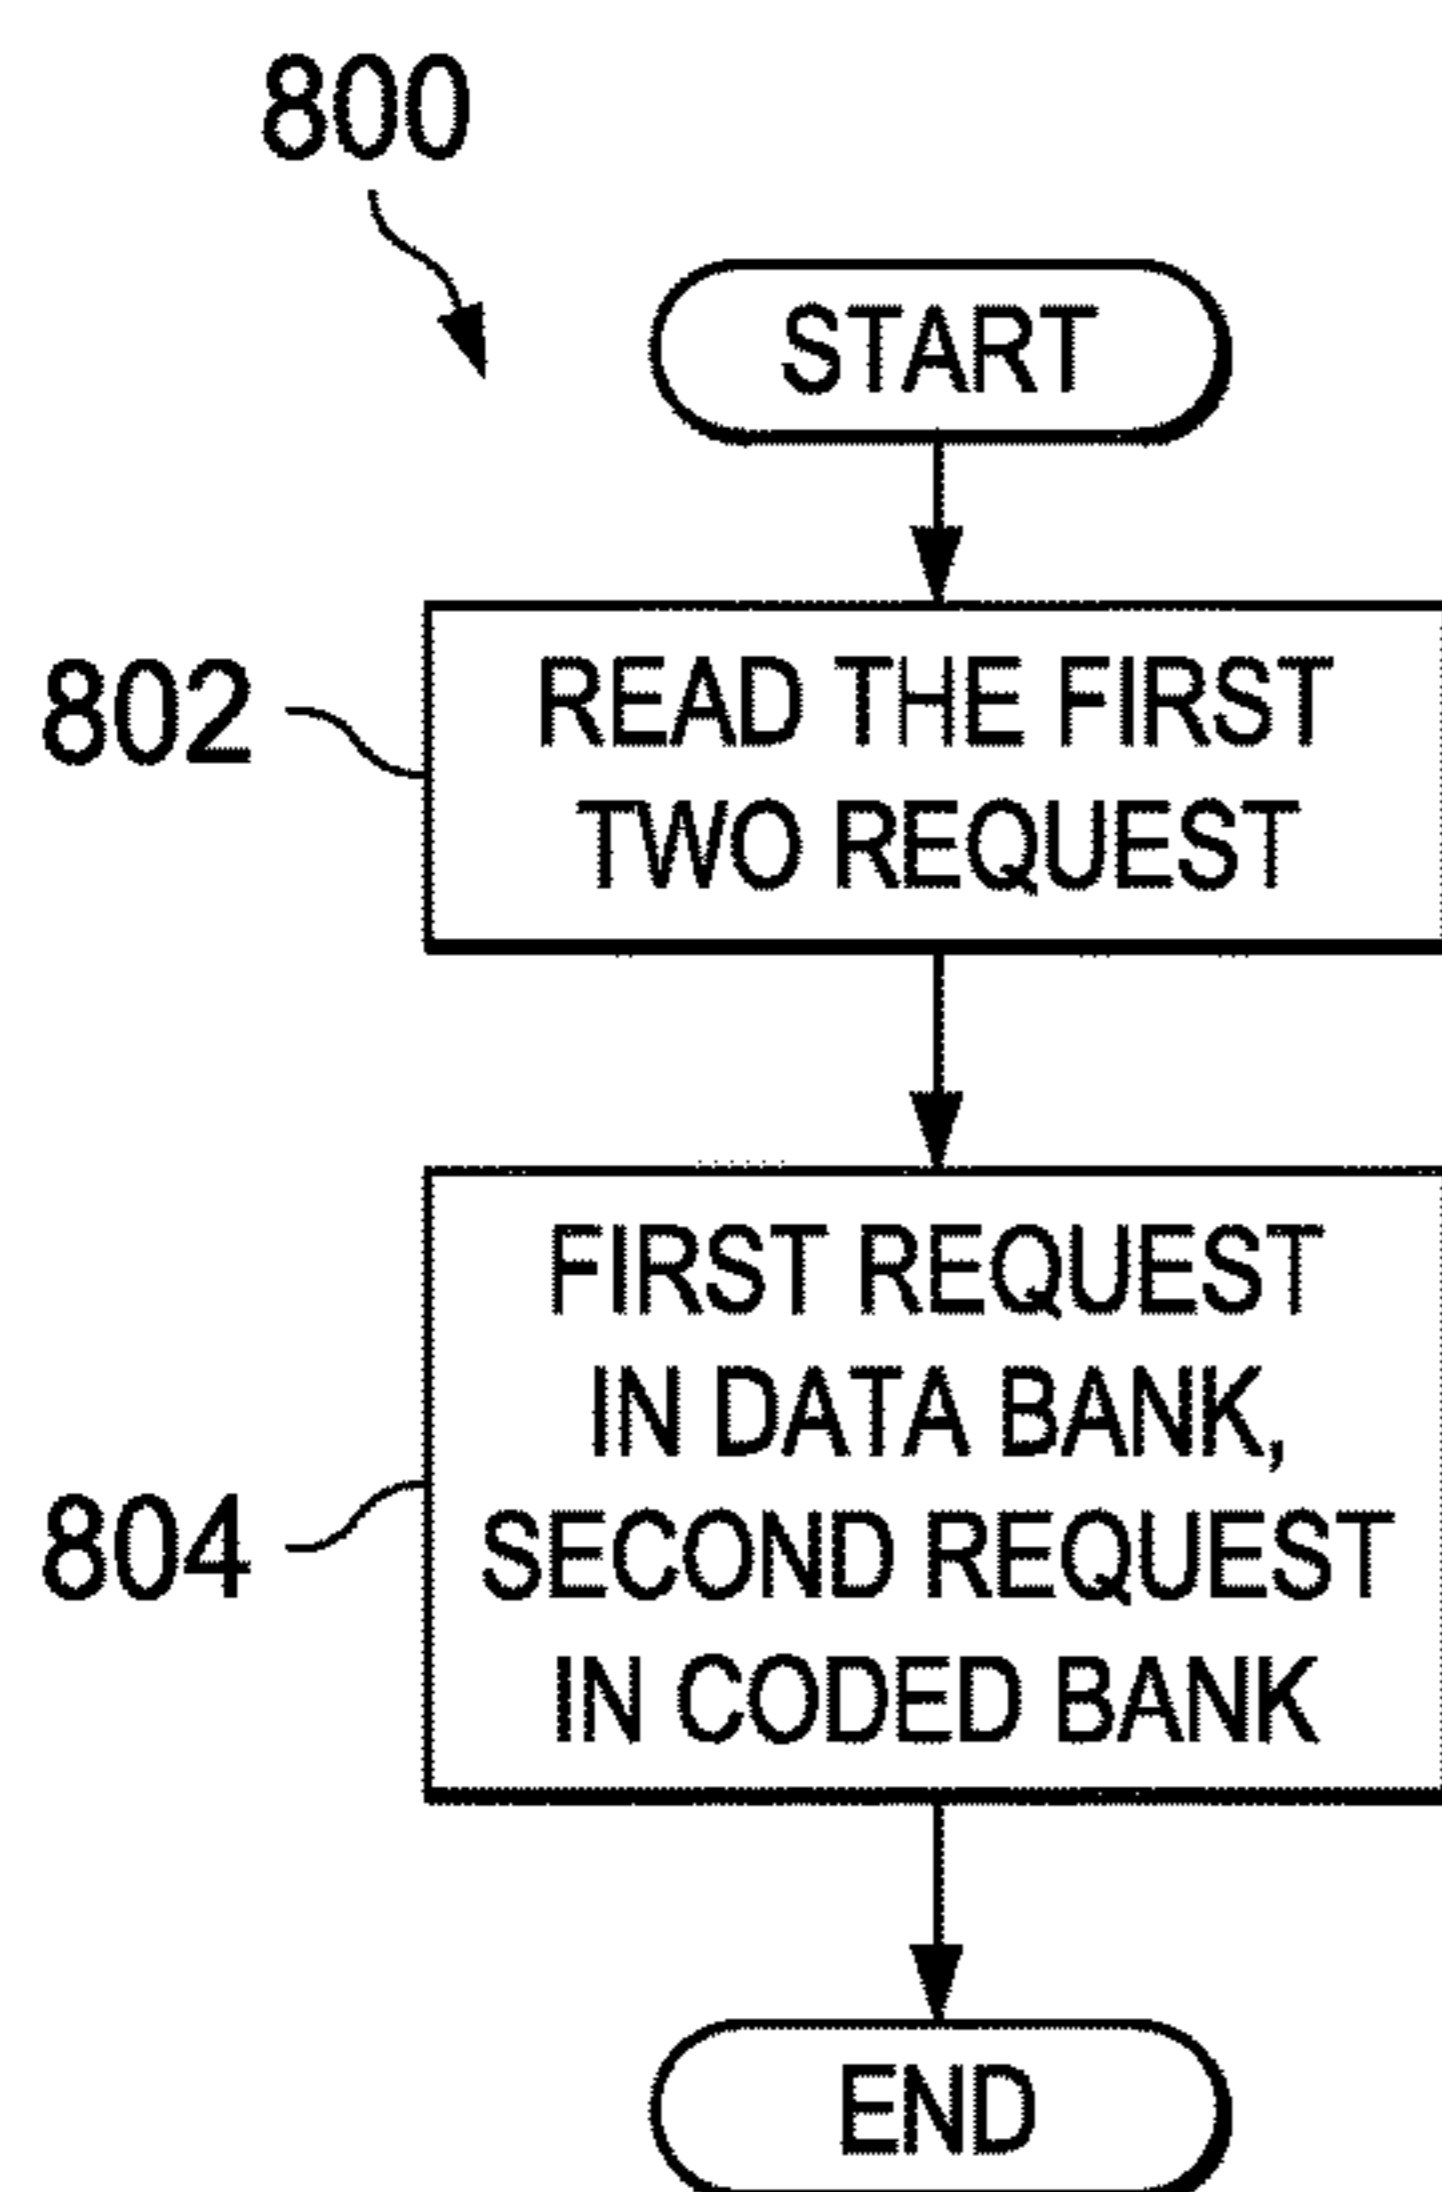 800
START
802
READ THE FIRST
TWO REQUEST
804
FIRST REQUEST
IN DATA BANK,
SECOND REQUEST
IN CODED BANK
END